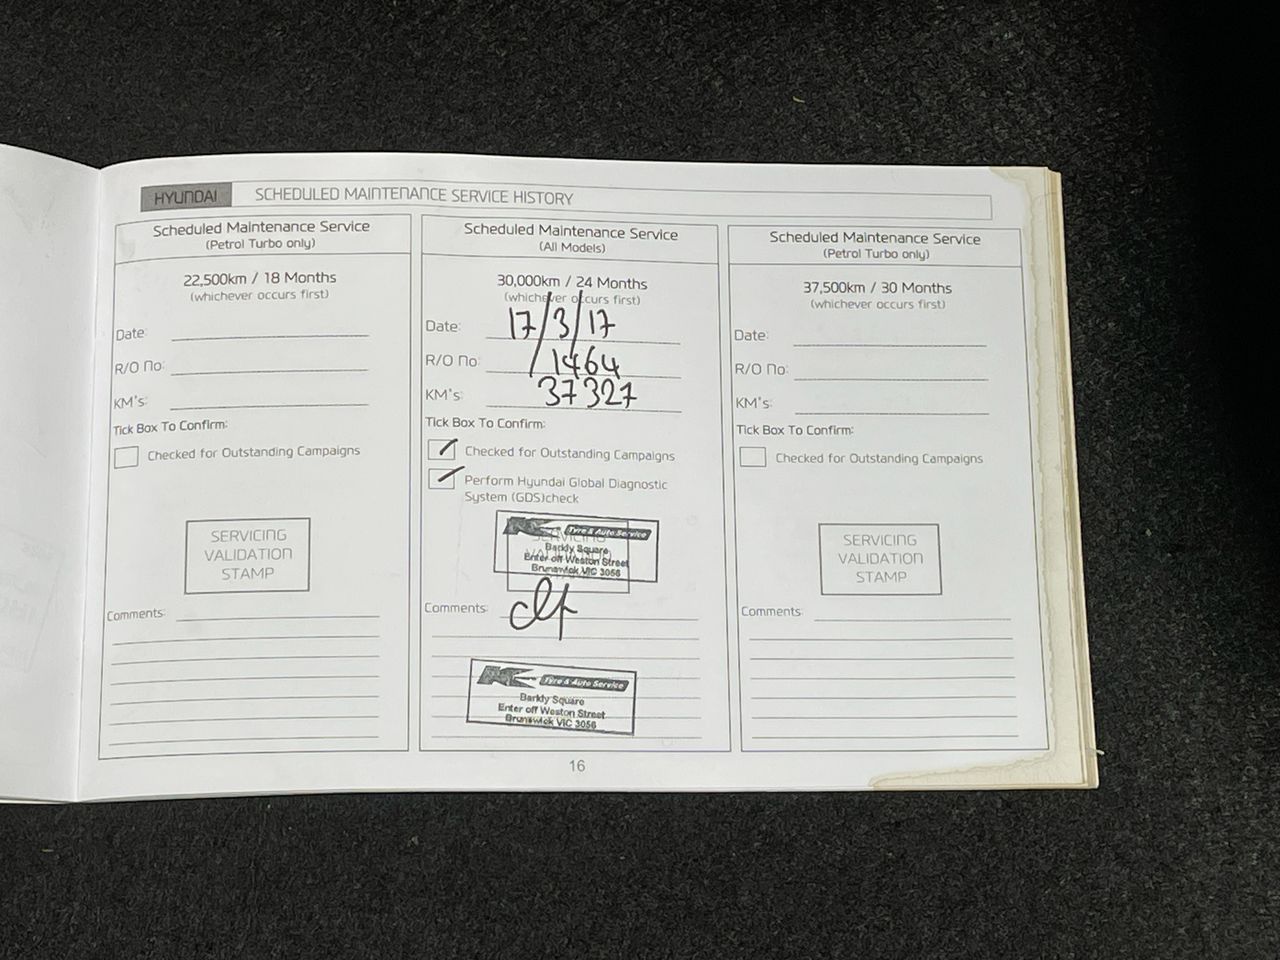 HYUNDAI SCHEDULED MAINTENANCE SERVICE HISTORY
Scheduled Maintenance Service
(Petrol Turbo only)
22,500km / 18 Months
(whichever occurs first)
Date:
R/O No:
KM's:
Tick Box To Confirm:
Checked for Outstanding Campaigns
SERVICING
VALIDATION
STAMP
Comments:
Scheduled Maintenance Service
(All Models)
30,000km / 24 Months
(whichever occurs first)
Date: 17/3/17
R/O No: 1464
KM's: 37327
Tick Box To Confirm:
Checked for Outstanding Campaigns
Perform Hyundai Global Diagnostic
System (GDS)check
Tyre & Auto Service
Barkly Square
Enter off Weston Street
Brunswick VIC 3056
Comments:
Tyre & Auto Service
Barkly Square
Enter off Weston Street
Brunswick VIC 3056
Scheduled Maintenance Service
(Petrol Turbo only)
37,500km / 30 Months
(whichever occurs first)
Date:
R/O No:
KM's:
Tick Box To Confirm:
Checked for Outstanding Campaigns
SERVICING
VALIDATION
STAMP
Comments:
16